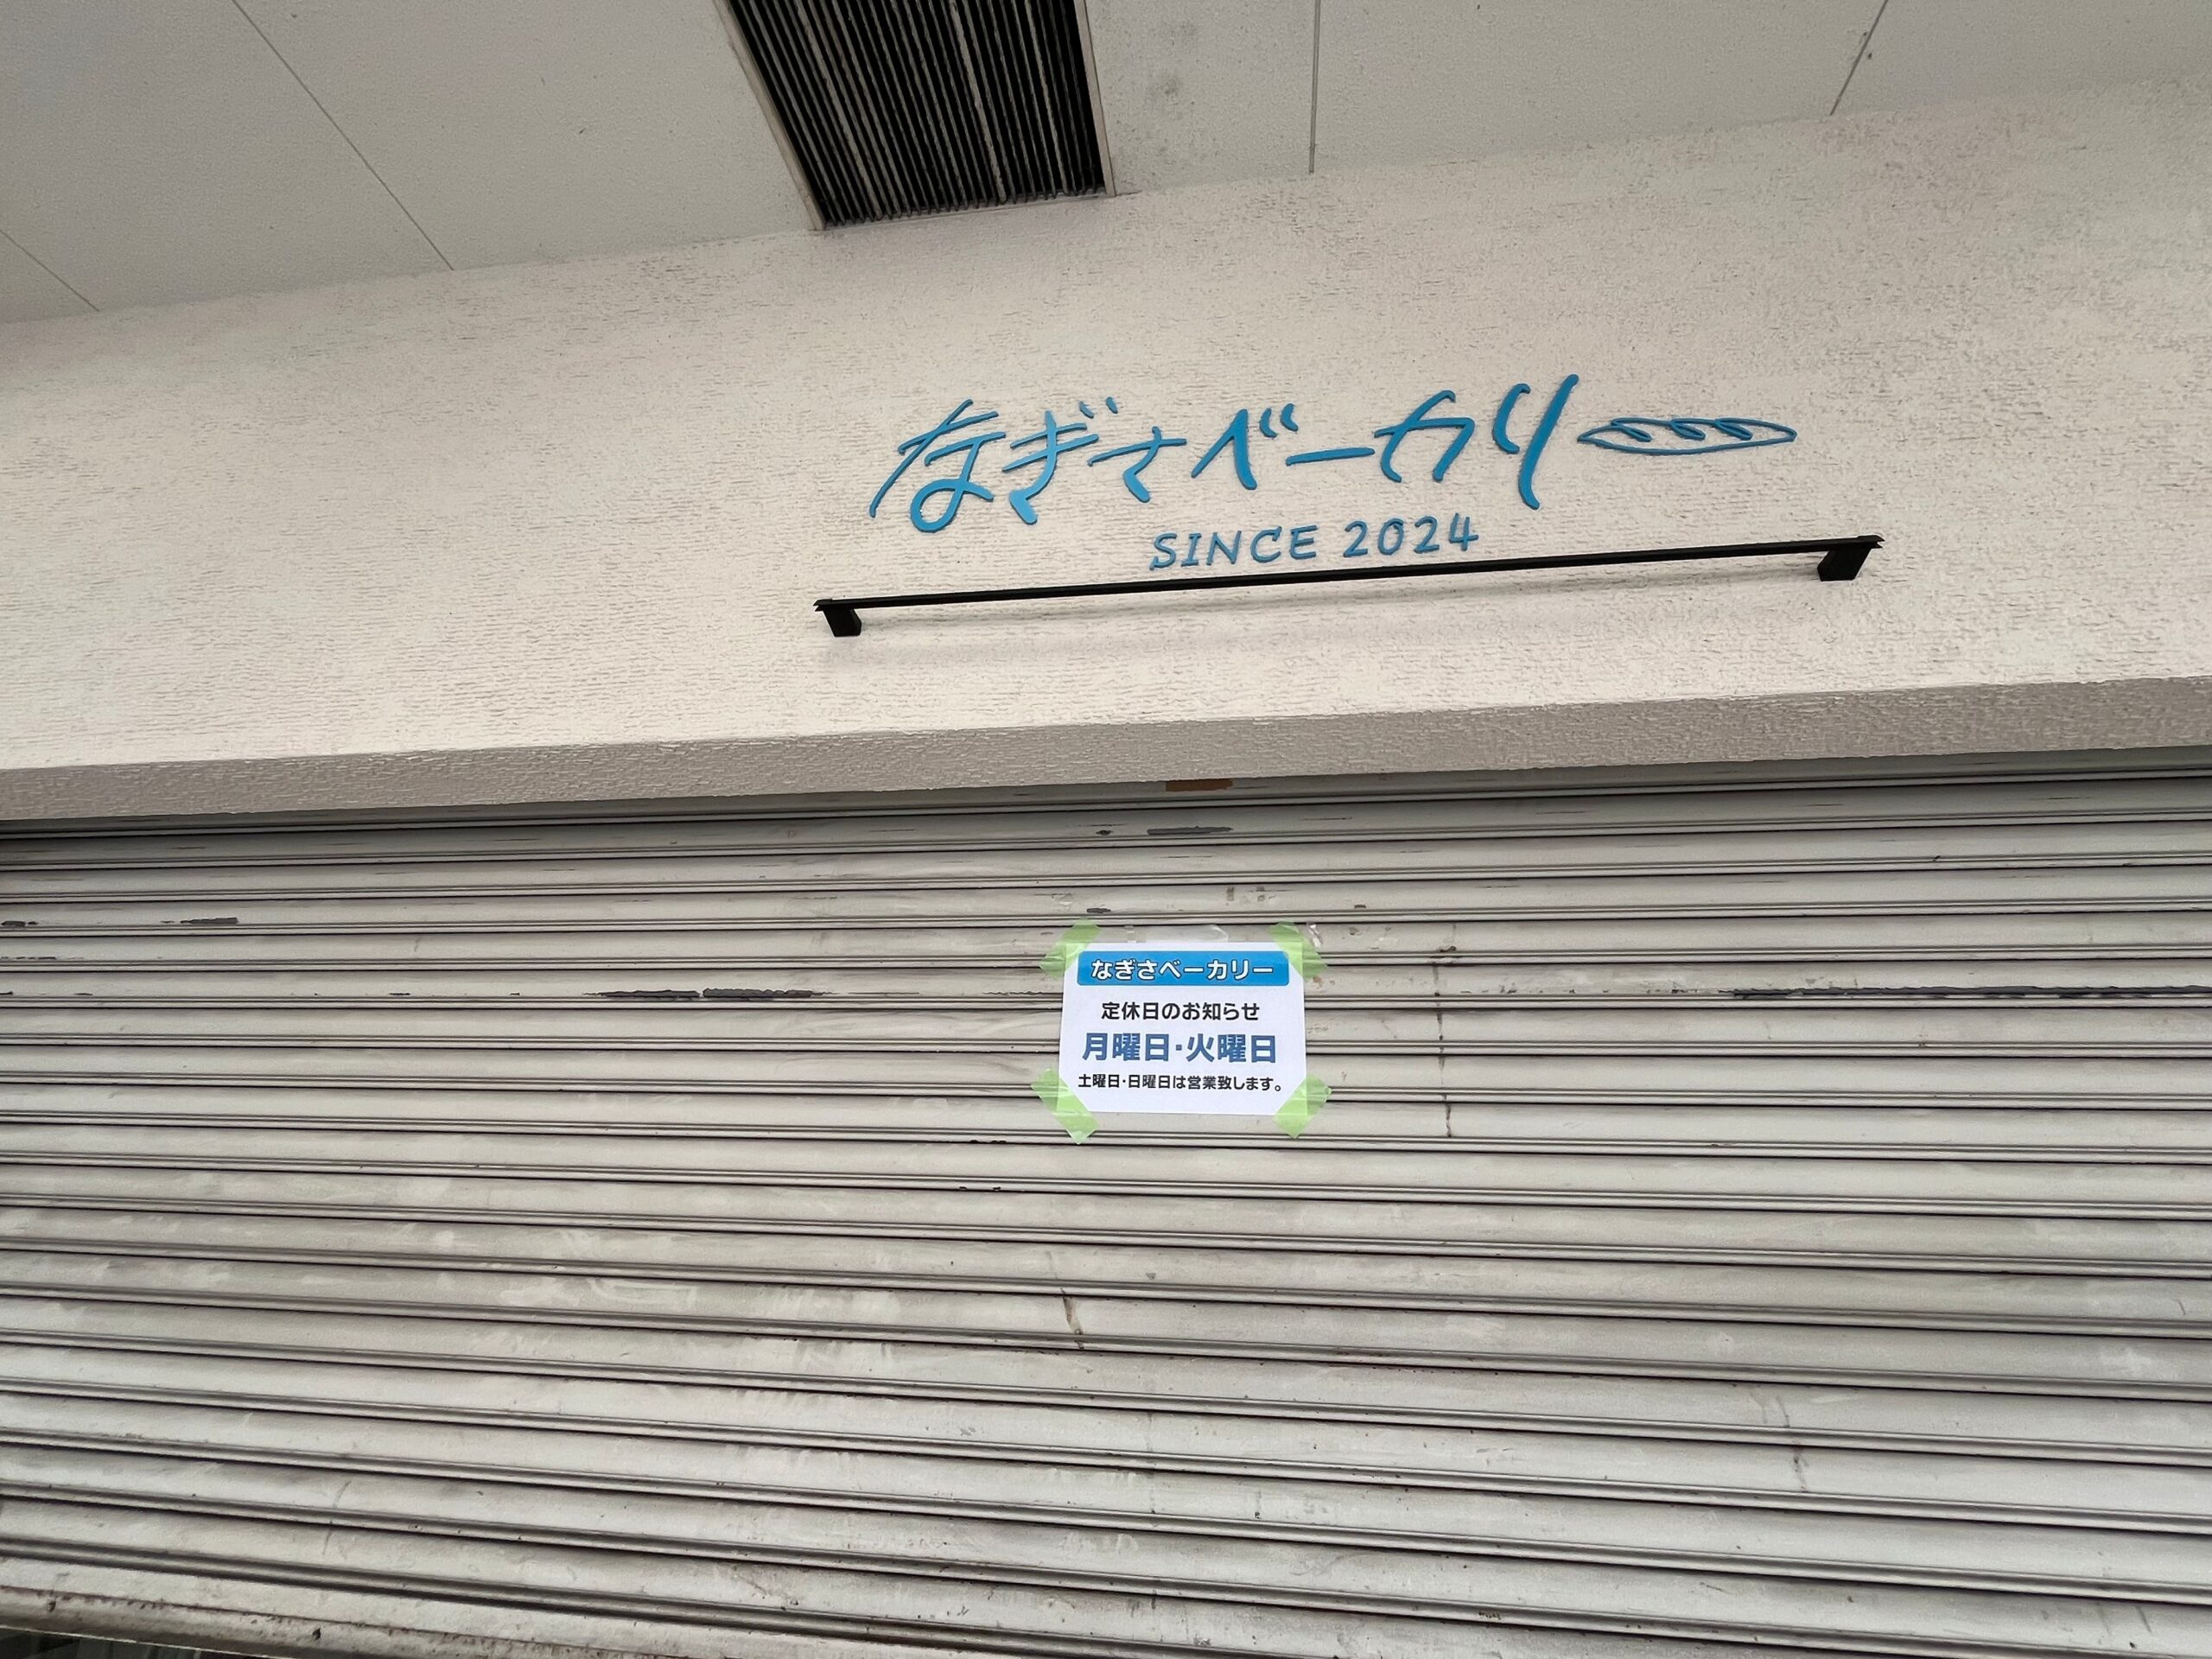 なぎさベーカリー
SINCE 2024
なぎさベーカリー
定休日のお知らせ
月曜日・火曜日
土曜日・日曜日は営業致します。